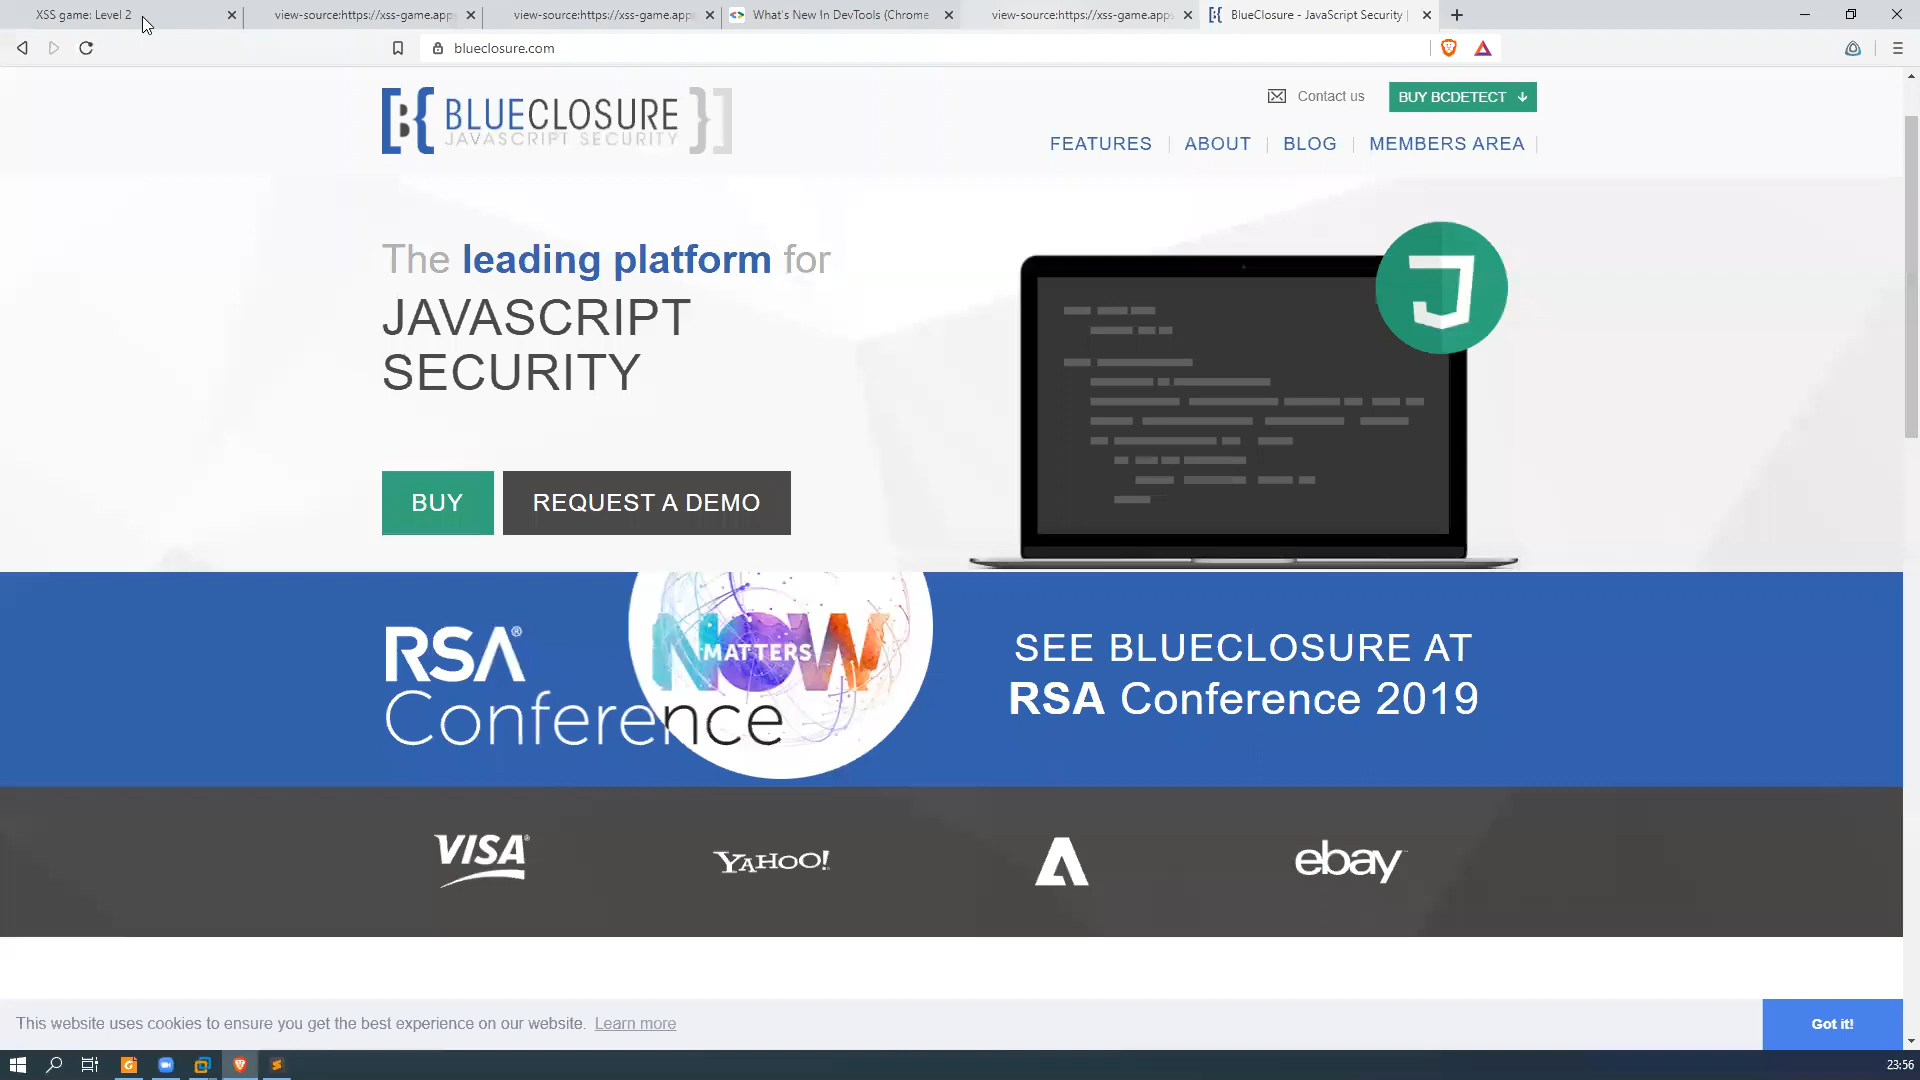 XSS game: Level 2
view-source:https://xss-game.apps
view-source:https://xss-game.apps
What's New In DevTools (Chrome
view-source:https://xss-game.apps
BlueClosure - JavaScript Security |
blueclosure.com
BLUECLOSURE
JAVASCRIPT SECURITY
Contact us
BUY BCDETECT
FEATURES
ABOUT
BLOG
MEMBERS AREA
The leading platform for
JAVASCRIPT
SECURITY
BUY
REQUEST A DEMO
RSA®
Conference
NOW
MATTERS
SEE BLUECLOSURE AT
RSA Conference 2019
VISA
YAHOO!
ebay
This website uses cookies to ensure you get the best experience on our website. Learn more
Got it!
23:56